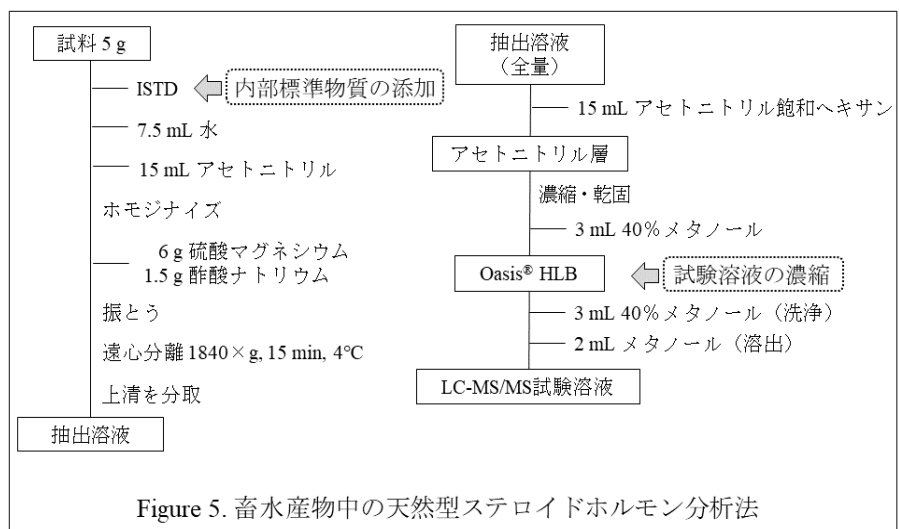 試料 5 g
ISTD
内部標準物質の添加
7.5 mL 水
15 mL アセトニトリル
ホモジナイズ
6 g 硫酸マグネシウム
1.5 g 酢酸ナトリウム
振とう
遠心分離 1840×g, 15 min, 4℃
上清を分取
抽出溶液
抽出溶液
（全量）
15 mL アセトニトリル飽和ヘキサン
アセトニトリル層
濃縮・乾固
3 mL 40%メタノール
Oasis® HLB
試験溶液の濃縮
3 mL 40%メタノール（洗浄）
2 mL メタノール（溶出）
LC-MS/MS試験溶液
Figure 5. 畜水産物中の天然型ステロイドホルモン分析法